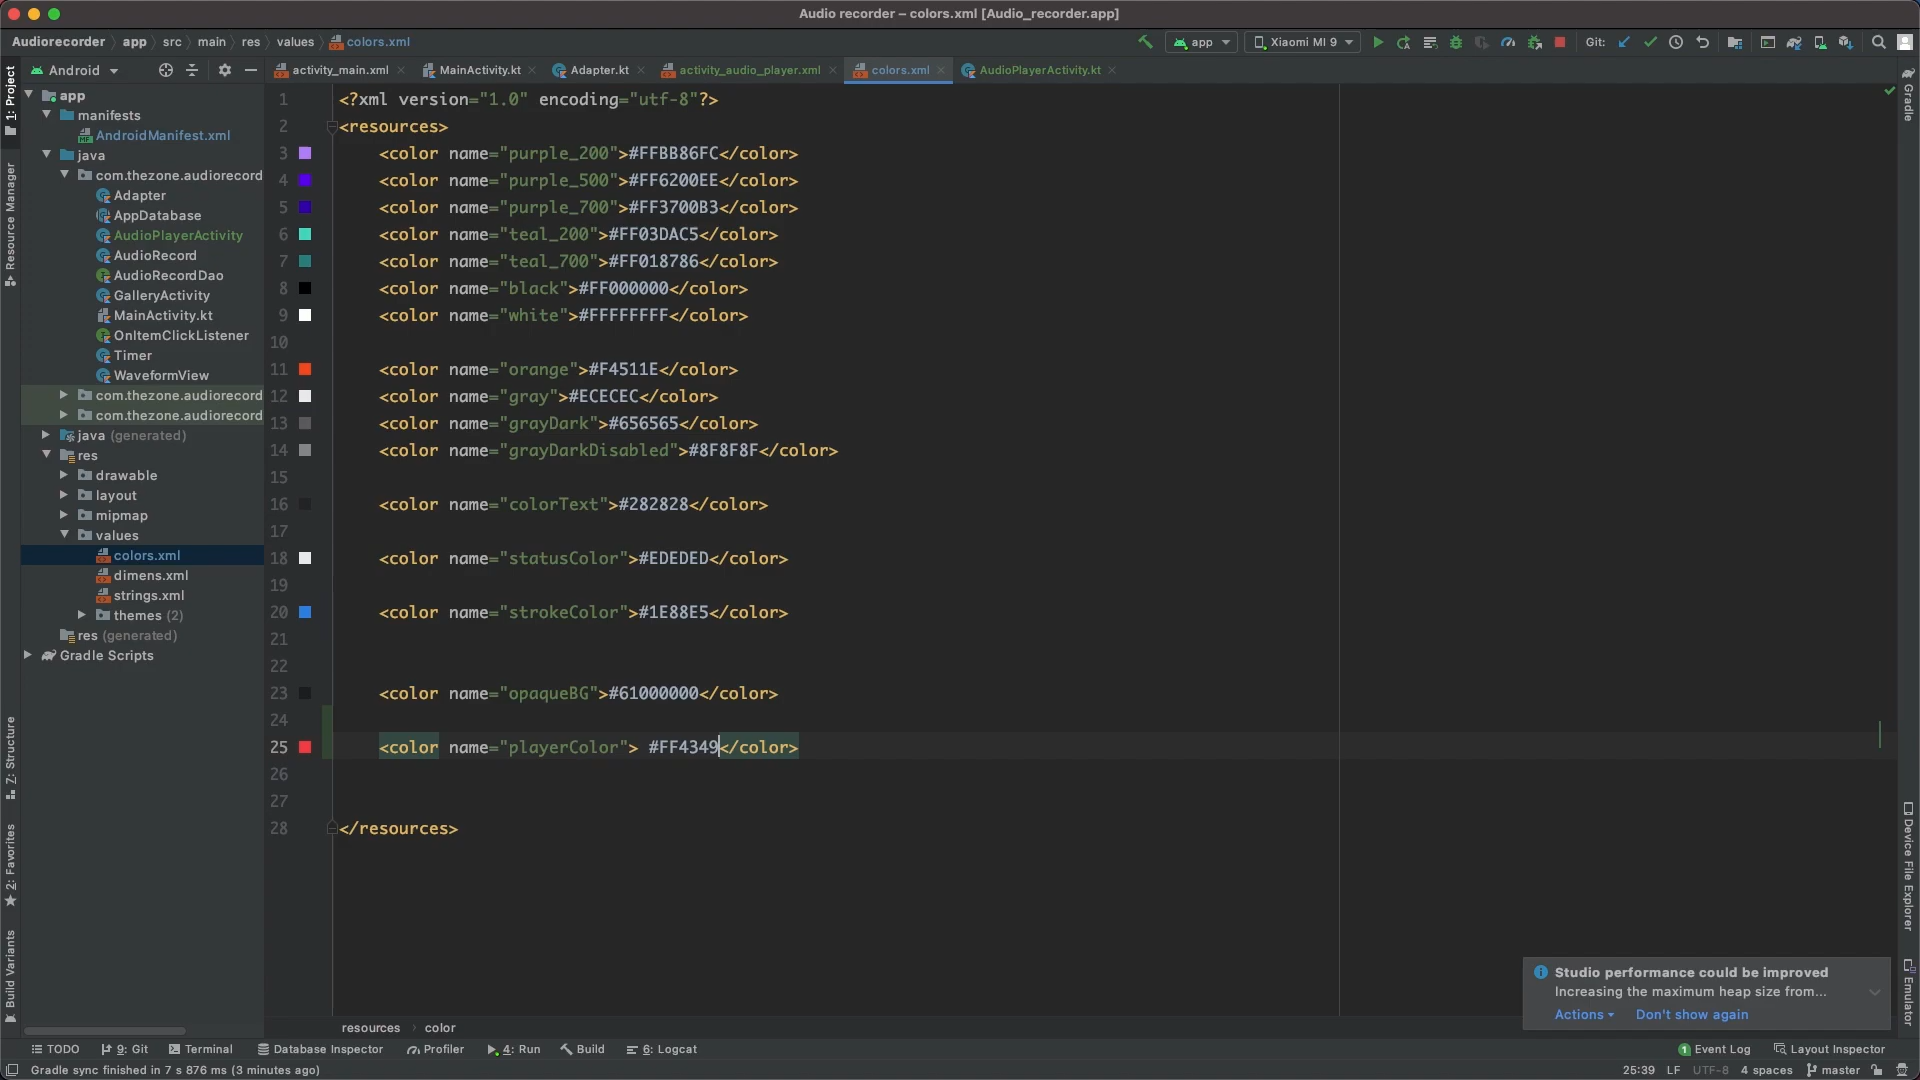 Audio recorder – colors.xml [Audio_recorder.app]
Audiorecorder app src main res values colors.xml
app Xiaomi MI 9 Git:
Android
activity_main.xml MainActivity.kt Adapter.kt activity_audio_player.xml colors.xml AudioPlayerActivity.kt
1: Project
Resource Manager
Z: Structure
2: Favorites
Build Variants
app
manifests
AndroidManifest.xml
java
com.thezone.audiorecord
Adapter
AppDatabase
AudioPlayerActivity
AudioRecord
AudioRecordDao
GalleryActivity
MainActivity.kt
OnItemClickListener
Timer
WaveformView
com.thezone.audiorecord
com.thezone.audiorecord
java (generated)
res
drawable
layout
mipmap
values
colors.xml
dimens.xml
strings.xml
themes (2)
res (generated)
Gradle Scripts
1 <?xml version="1.0" encoding="utf-8"?>
2 <resources>
3 <color name="purple_200">#FFBB86FC</color>
4 <color name="purple_500">#FF6200EE</color>
5 <color name="purple_700">#FF3700B3</color>
6 <color name="teal_200">#FF03DAC5</color>
7 <color name="teal_700">#FF018786</color>
8 <color name="black">#FF000000</color>
9 <color name="white">#FFFFFFFF</color>
10
11 <color name="orange">#F4511E</color>
12 <color name="gray">#ECECEC</color>
13 <color name="grayDark">#656565</color>
14 <color name="grayDarkDisabled">#8F8F8F</color>
15
16 <color name="colorText">#282828</color>
17
18 <color name="statusColor">#EDEDED</color>
19
20 <color name="strokeColor">#1E88E5</color>
21
22
23 <color name="opaqueBG">#61000000</color>
24
25 <color name="playerColor"> #FF4349</color>
26
27
28 </resources>
Gradle
Device File Explorer
Emulator
Studio performance could be improved
Increasing the maximum heap size from...
Actions Don't show again
resources color
TODO 9: Git Terminal Database Inspector Profiler 4: Run Build 6: Logcat 1 Event Log Layout Inspector
Gradle sync finished in 7 s 876 ms (3 minutes ago) 25:39 LF UTF-8 4 spaces master